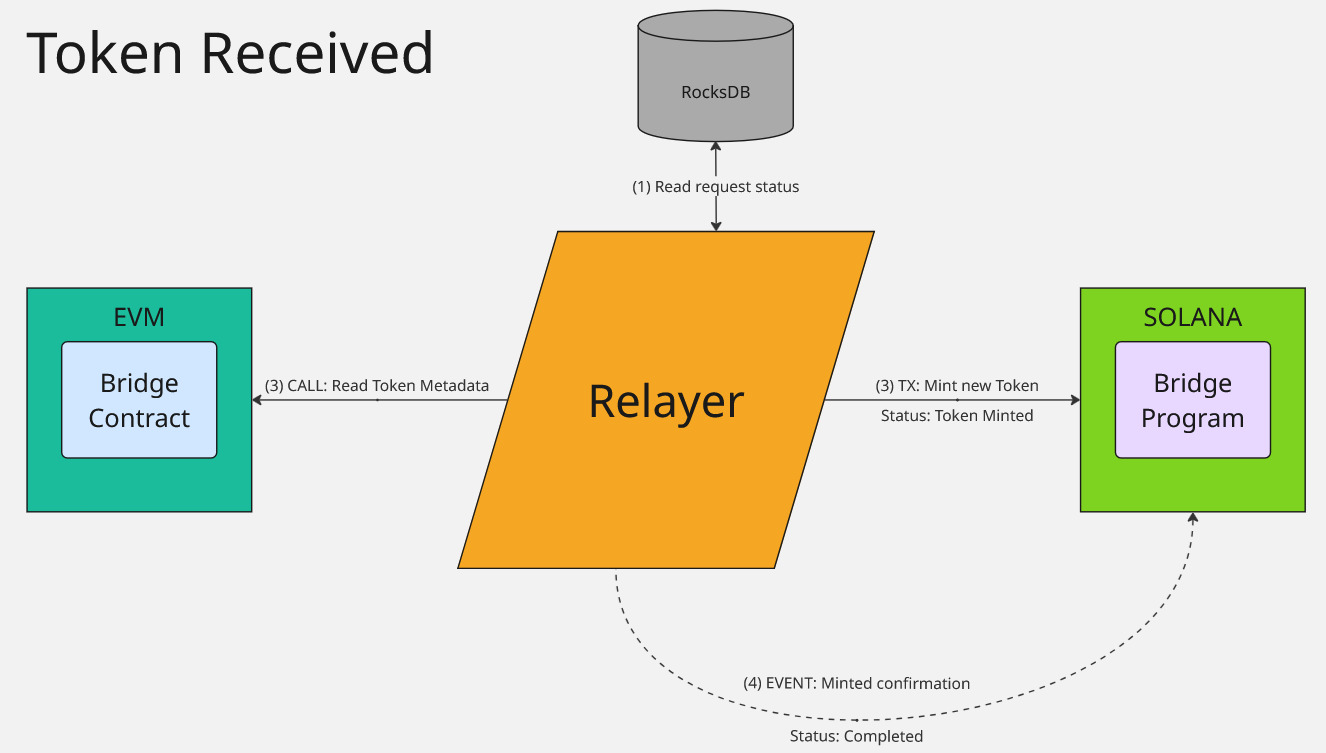 Token Received
RocksDB
(1) Read request status
EVM
Bridge
Contract
(3) CALL: Read Token Metadata
Relayer
(3) TX: Mint new Token
Status: Token Minted
SOLANA
Bridge
Program
(4) EVENT: Minted confirmation
Status: Completed